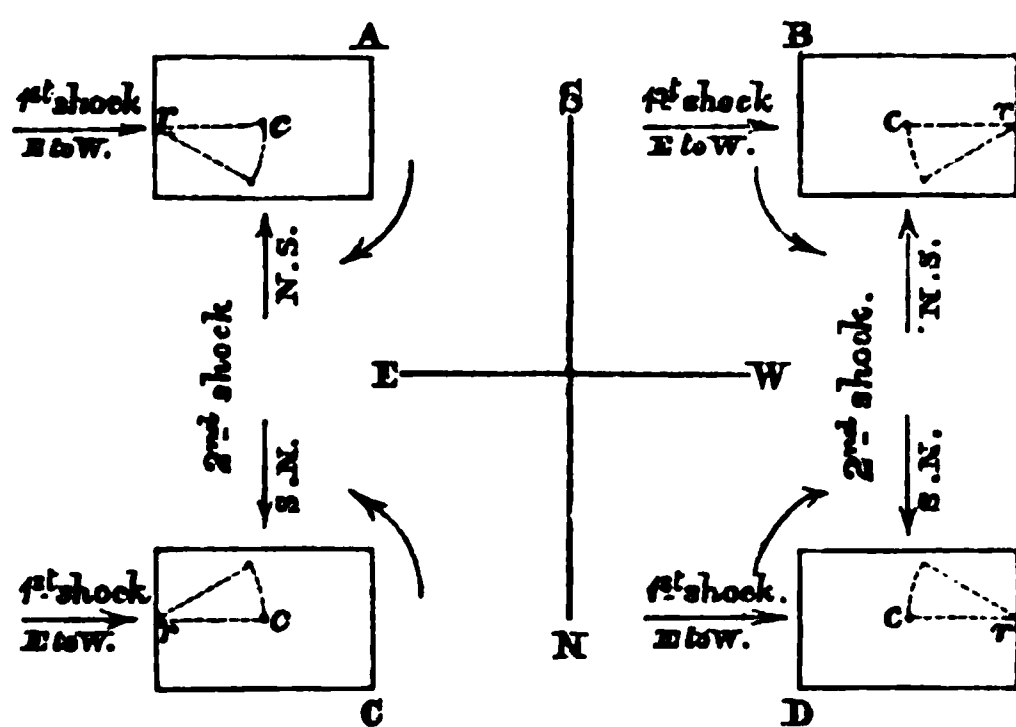 A
B
1st shock
E to W.
r
c
S
1st shock
E to W.
c
r
N.S.
2nd shock
S.N.
E
W
N.S.
2nd shock.
S.N.
1st shock
E to W.
r
c
N
1st shock.
E to W.
c
r
C
D